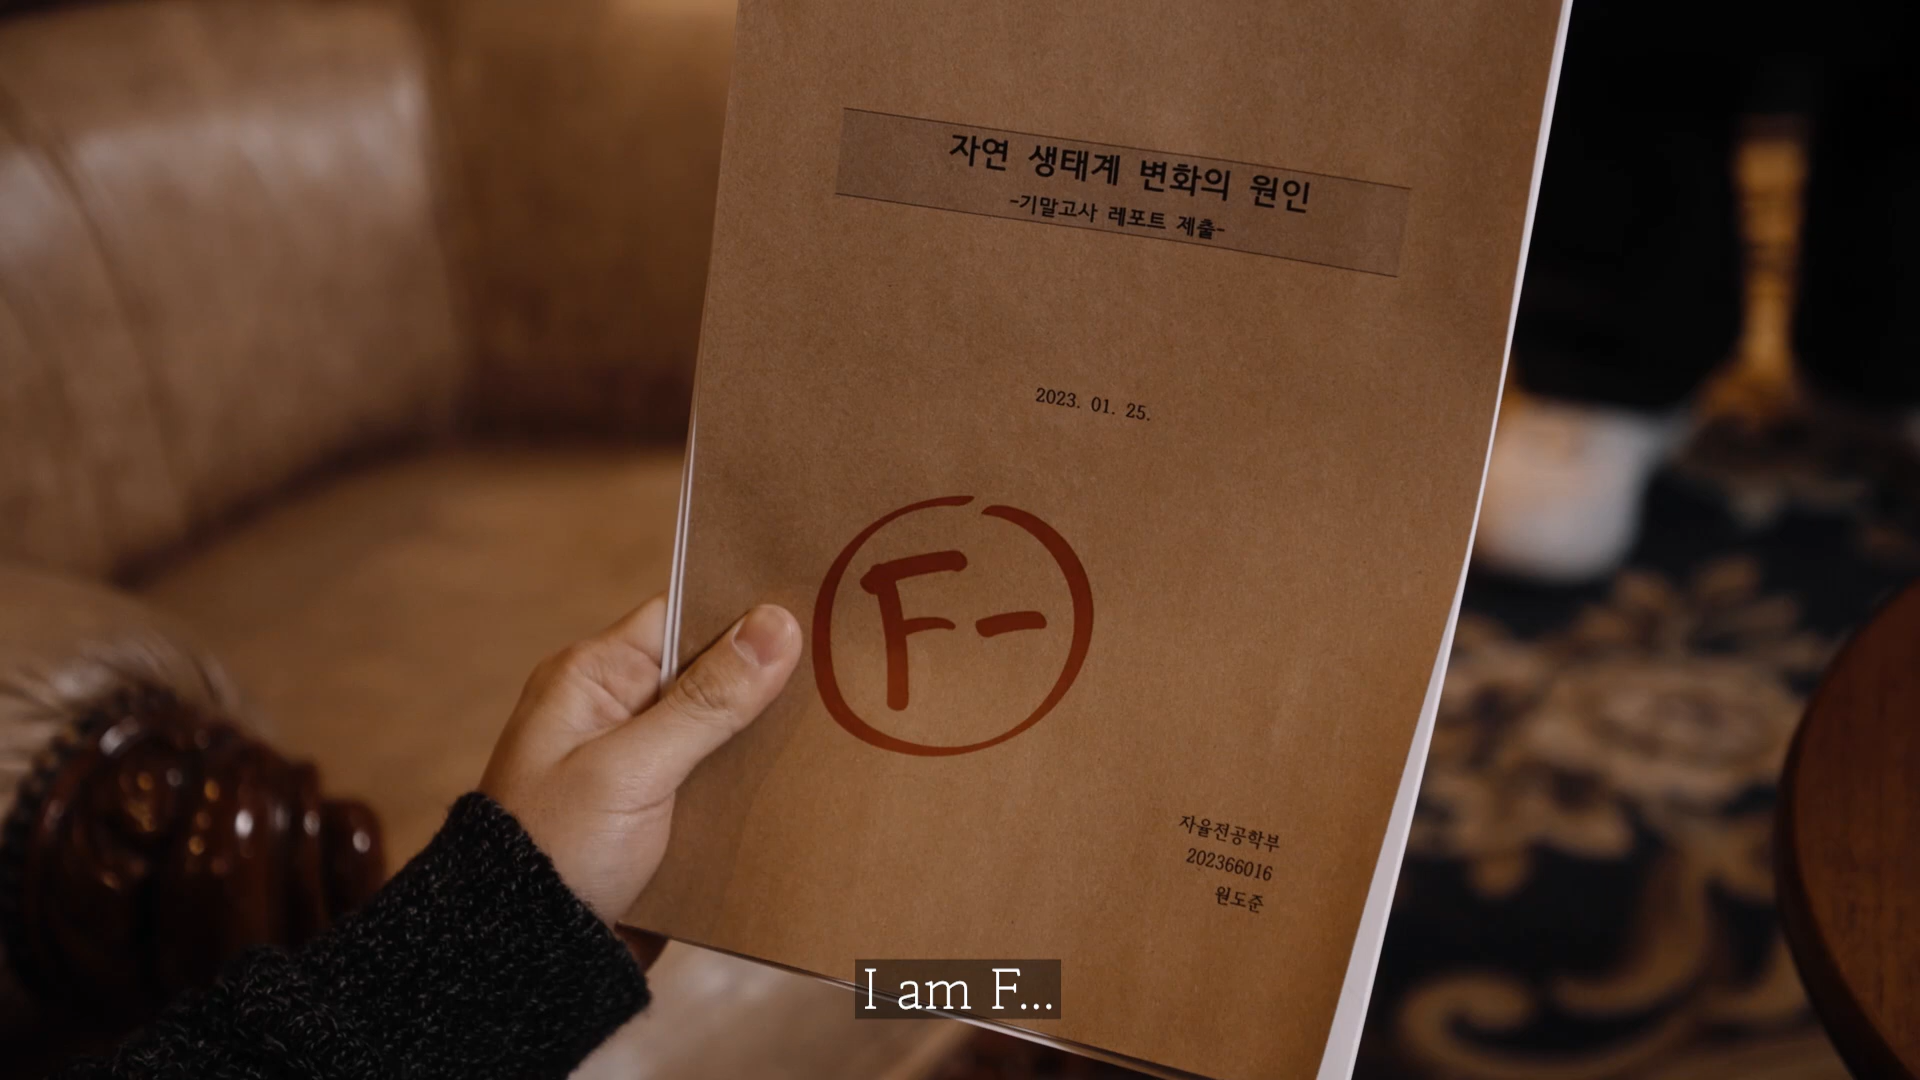 자연 생태계 변화의 원인
-기말고사 레포트 제출-
2023. 01. 25.
F-
자율전공학부
202366016
원도준
I am F...